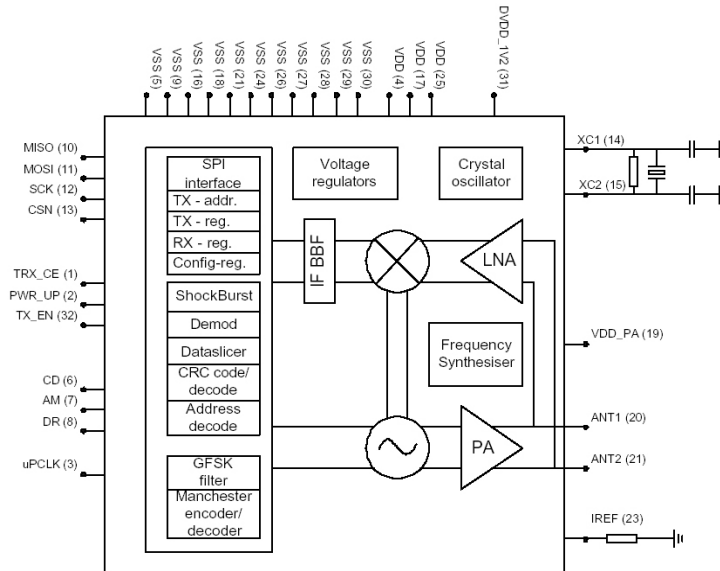 VSS (5)
VSS (9)
VSS (16)
VSS (18)
VSS (21)
VSS (24)
VSS (26)
VSS (27)
VSS (28)
VSS (29)
VSS (30)
VDD (4)
VDD (17)
VDD (25)
DVDD_1V2 (31)
MISO (10)
MOSI (11)
SCK (12)
CSN (13)
TRX_CE (1)
PWR_UP (2)
TX_EN (32)
CD (6)
AM (7)
DR (8)
uPCLK (3)
SPI
interface
TX - addr.
TX - reg.
RX - reg.
Config-reg.
ShockBurst
Demod
Dataslicer
CRC code/
decode
Address
decode
GFSK
filter
Manchester
encoder/
decoder
Voltage
regulators
Crystal
oscillator
IF BBF
LNA
Frequency
Synthesiser
PA
XC1 (14)
XC2 (15)
VDD_PA (19)
ANT1 (20)
ANT2 (21)
IREF (23)